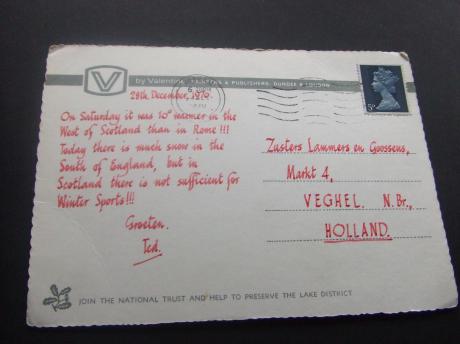 by Valentine PRINTERS & PUBLISHERS, DUNDEE & LONDON
28th December, 1970.
On Saturday it was 10° warmer in the
West of Scotland than in Rome !!!
Today there is much snow in the
South of England, but in
Scotland there is not sufficient for
Winter Sports!!!
Groeten.
Ted.
5
Zusters Lammers en Goossens,
Markt 4,
VEGHEL. N. Br.,
HOLLAND.
JOIN THE NATIONAL TRUST AND HELP TO PRESERVE THE LAKE DISTRICT